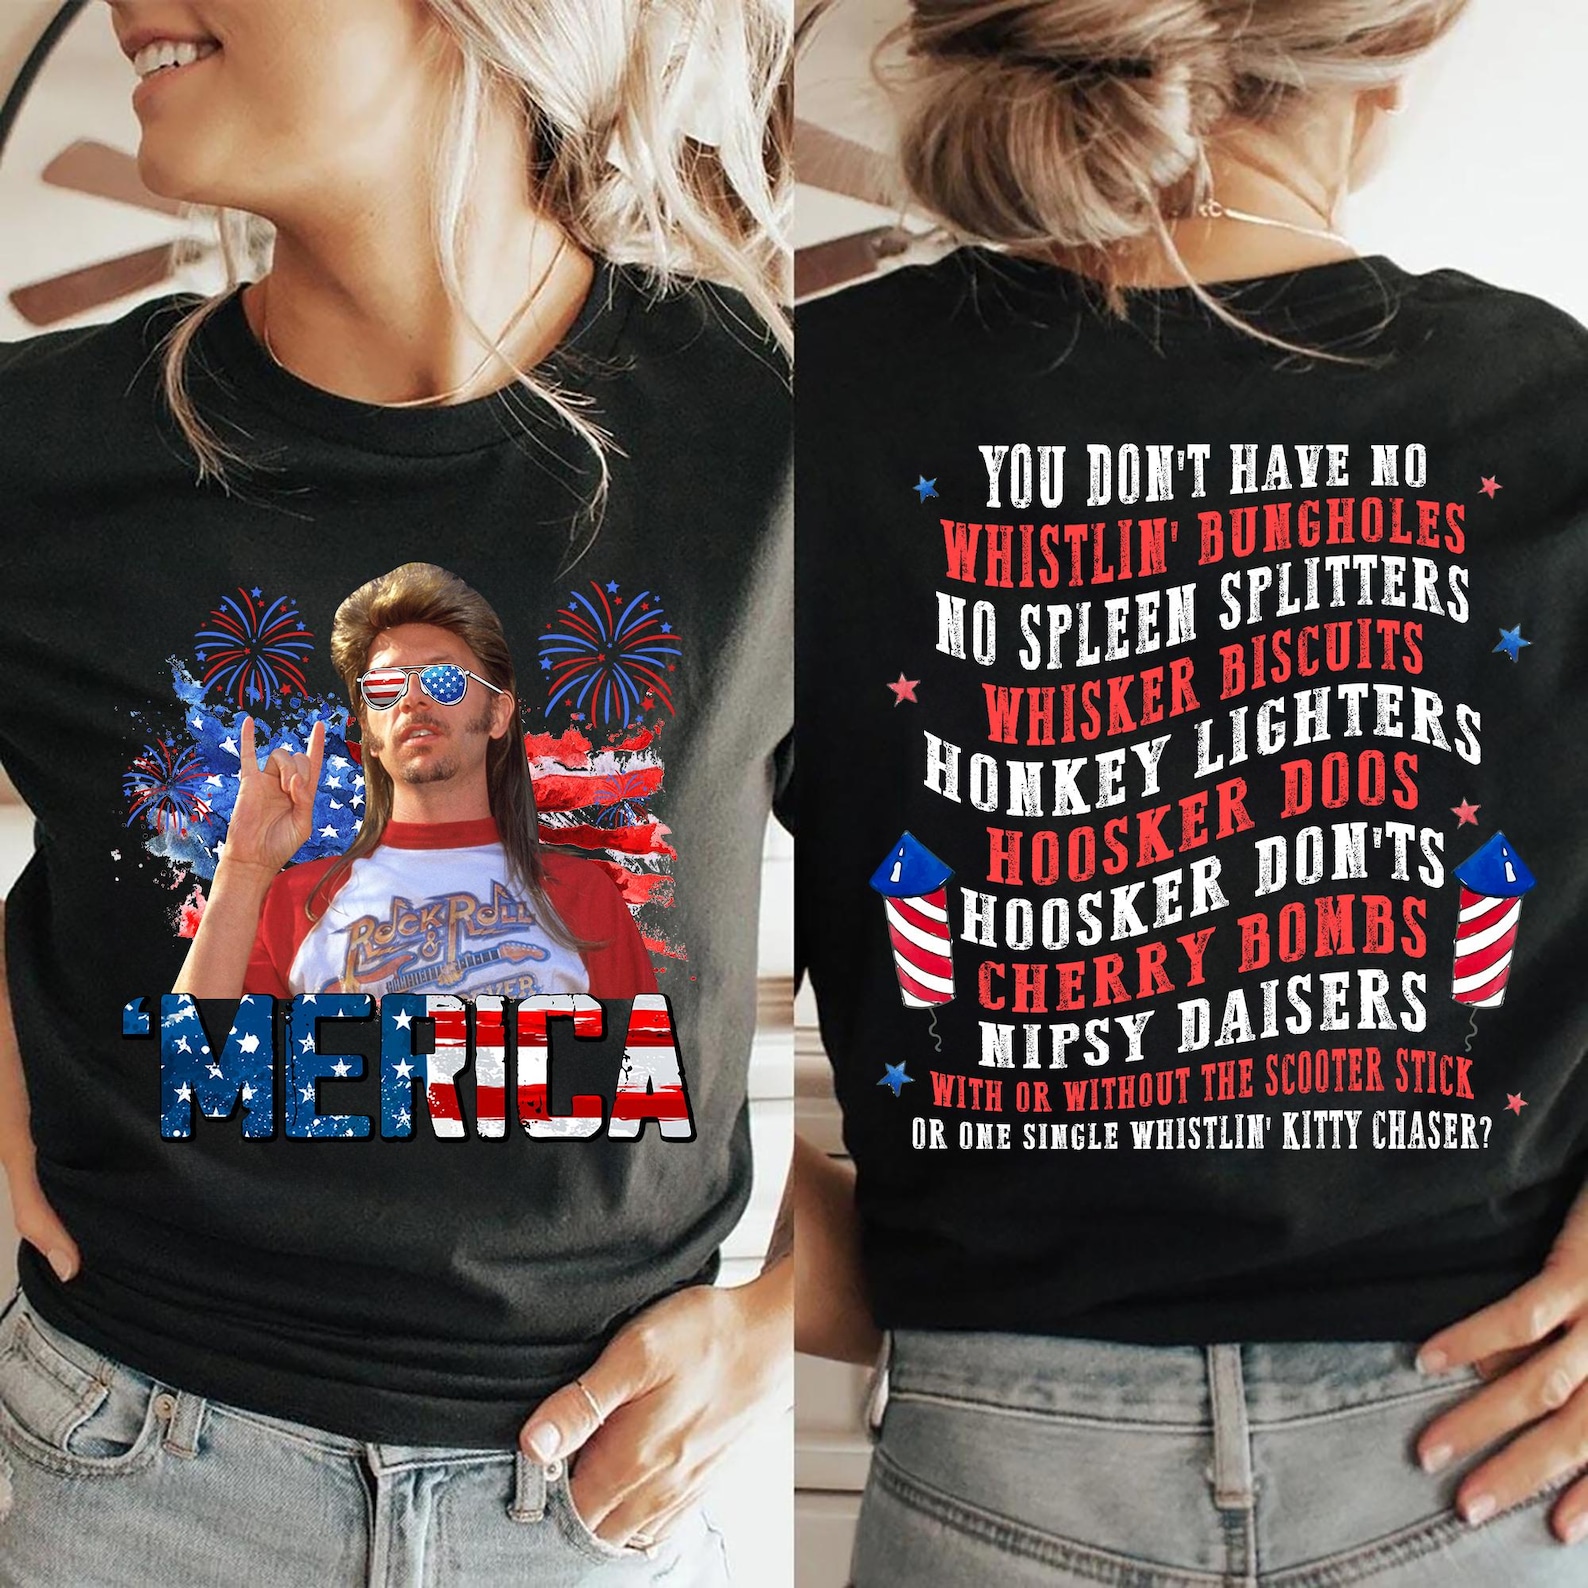 ROCK & ROLL
'MERICA
YOU DON'T HAVE NO
WHISTLIN' BUNGHOLES
NO SPLEEN SPLITTERS
WHISKER BISCUITS
HONKEY LIGHTERS
HOOSKER DOOS
HOOSKER DON'TS
CHERRY BOMBS
NIPSY DAISERS
WITH OR WITHOUT THE SCOOTER STICK
OR ONE SINGLE WHISTLIN' KITTY CHASER?